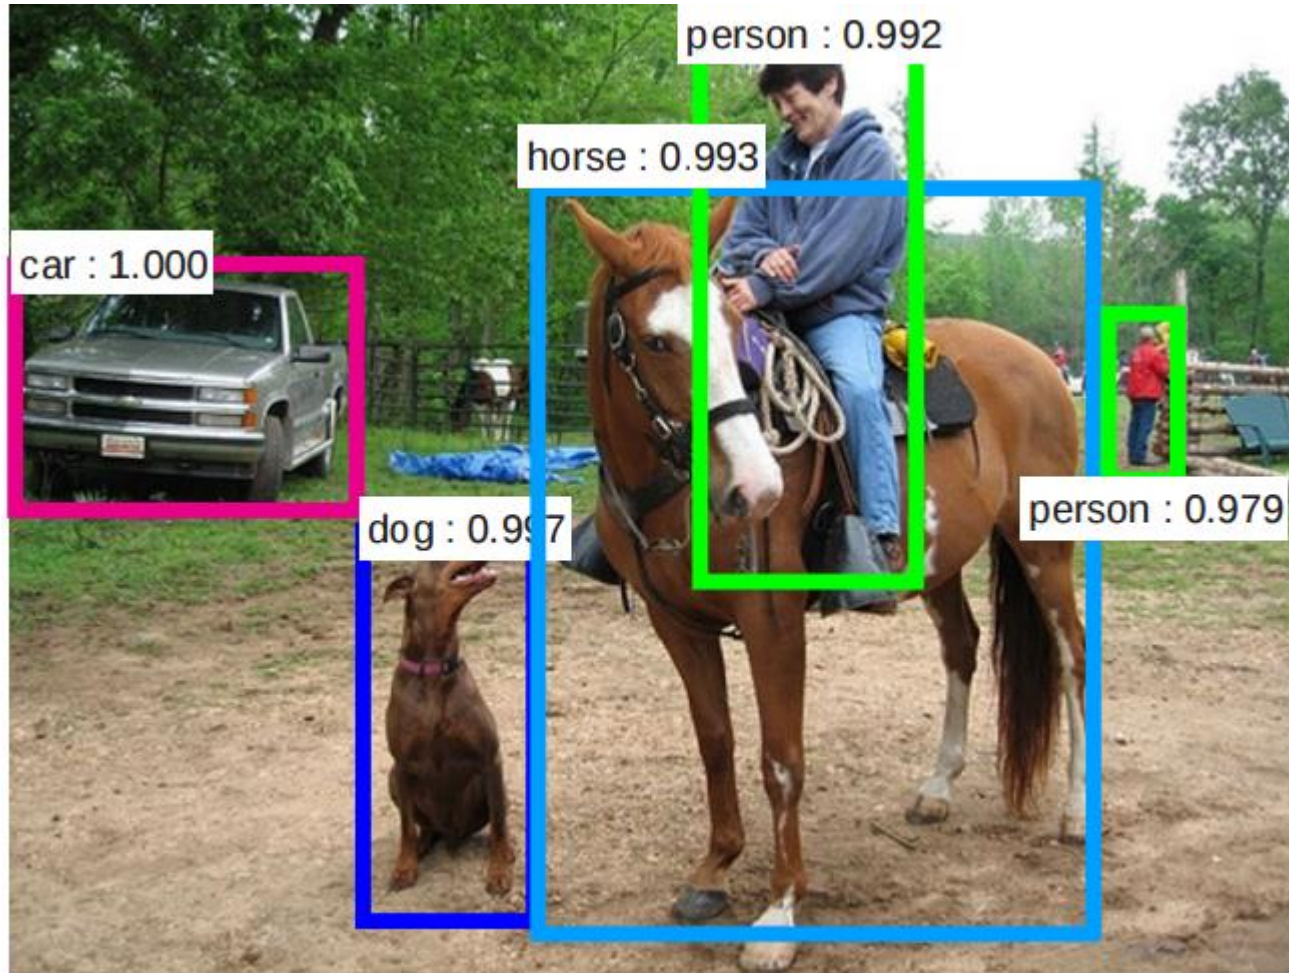 person : 0.992
horse : 0.993
car : 1.000
dog : 0.997
person : 0.979